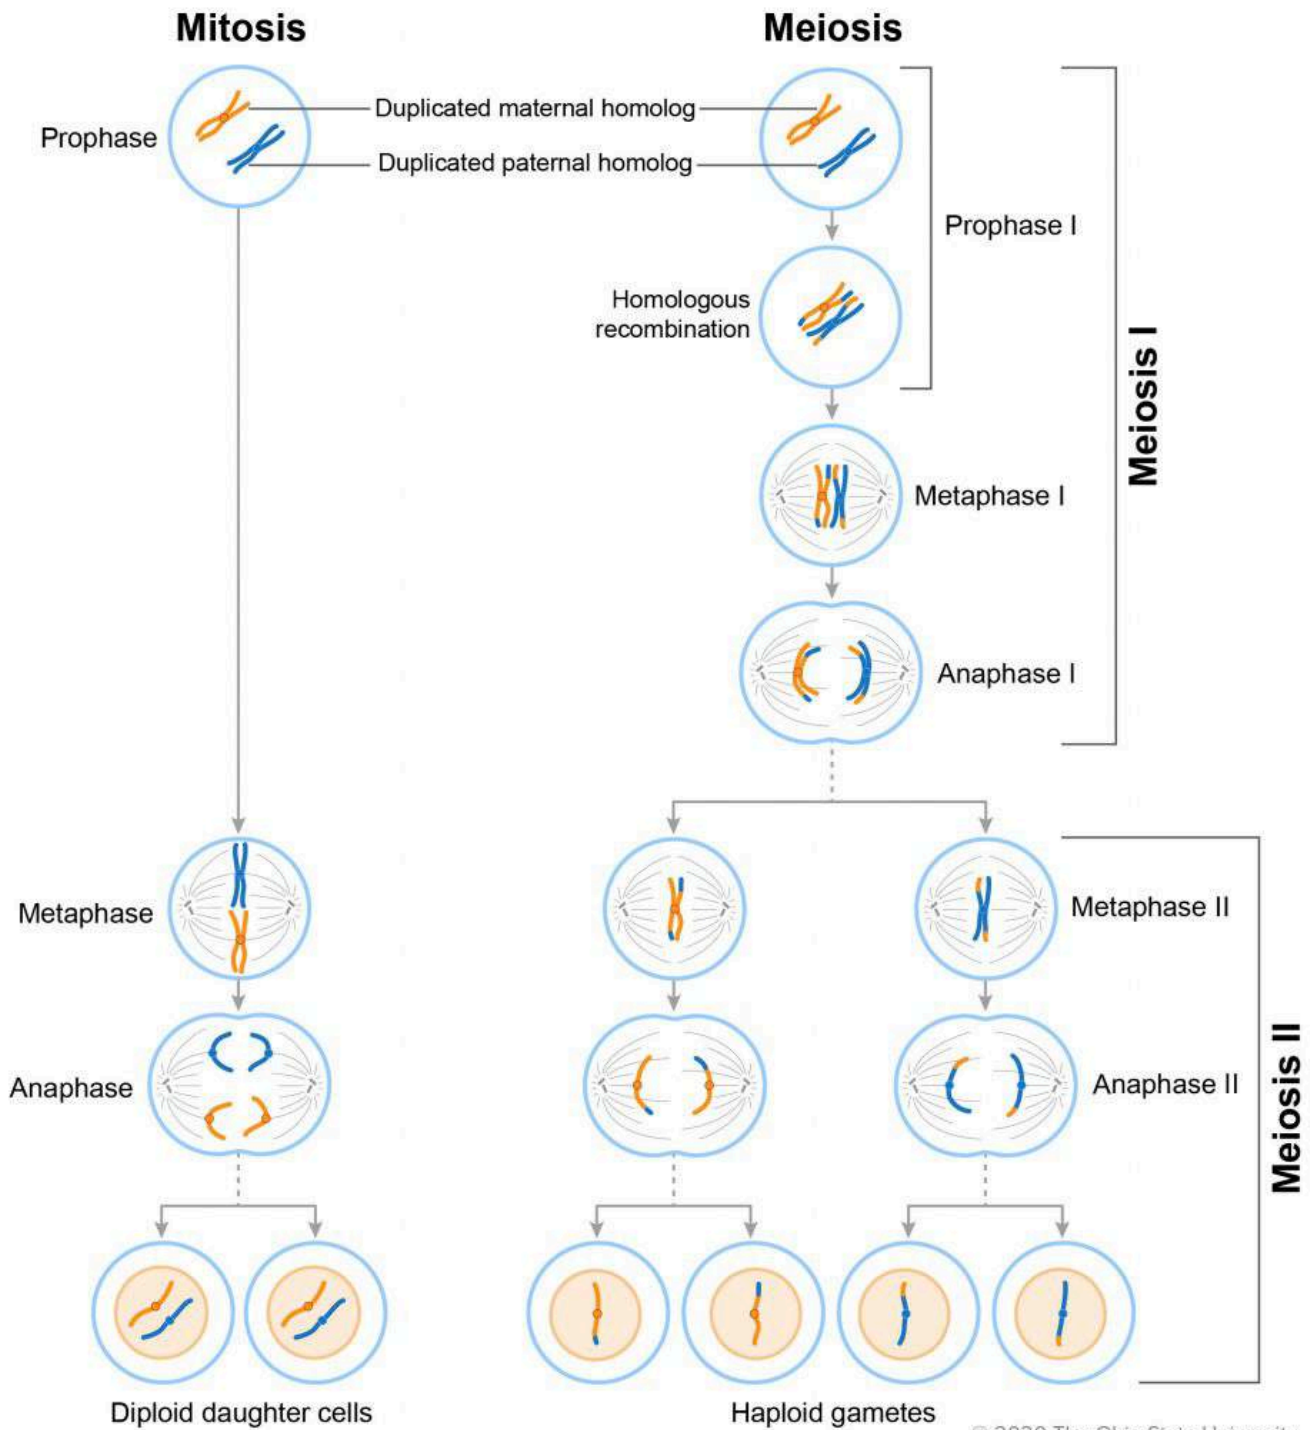 Mitosis
Meiosis
Prophase
Duplicated maternal homolog
Duplicated paternal homolog
Prophase I
Homologous
recombination
Meiosis I
Metaphase I
Anaphase I
Metaphase
Metaphase II
Anaphase
Anaphase II
Meiosis II
Diploid daughter cells
Haploid gametes